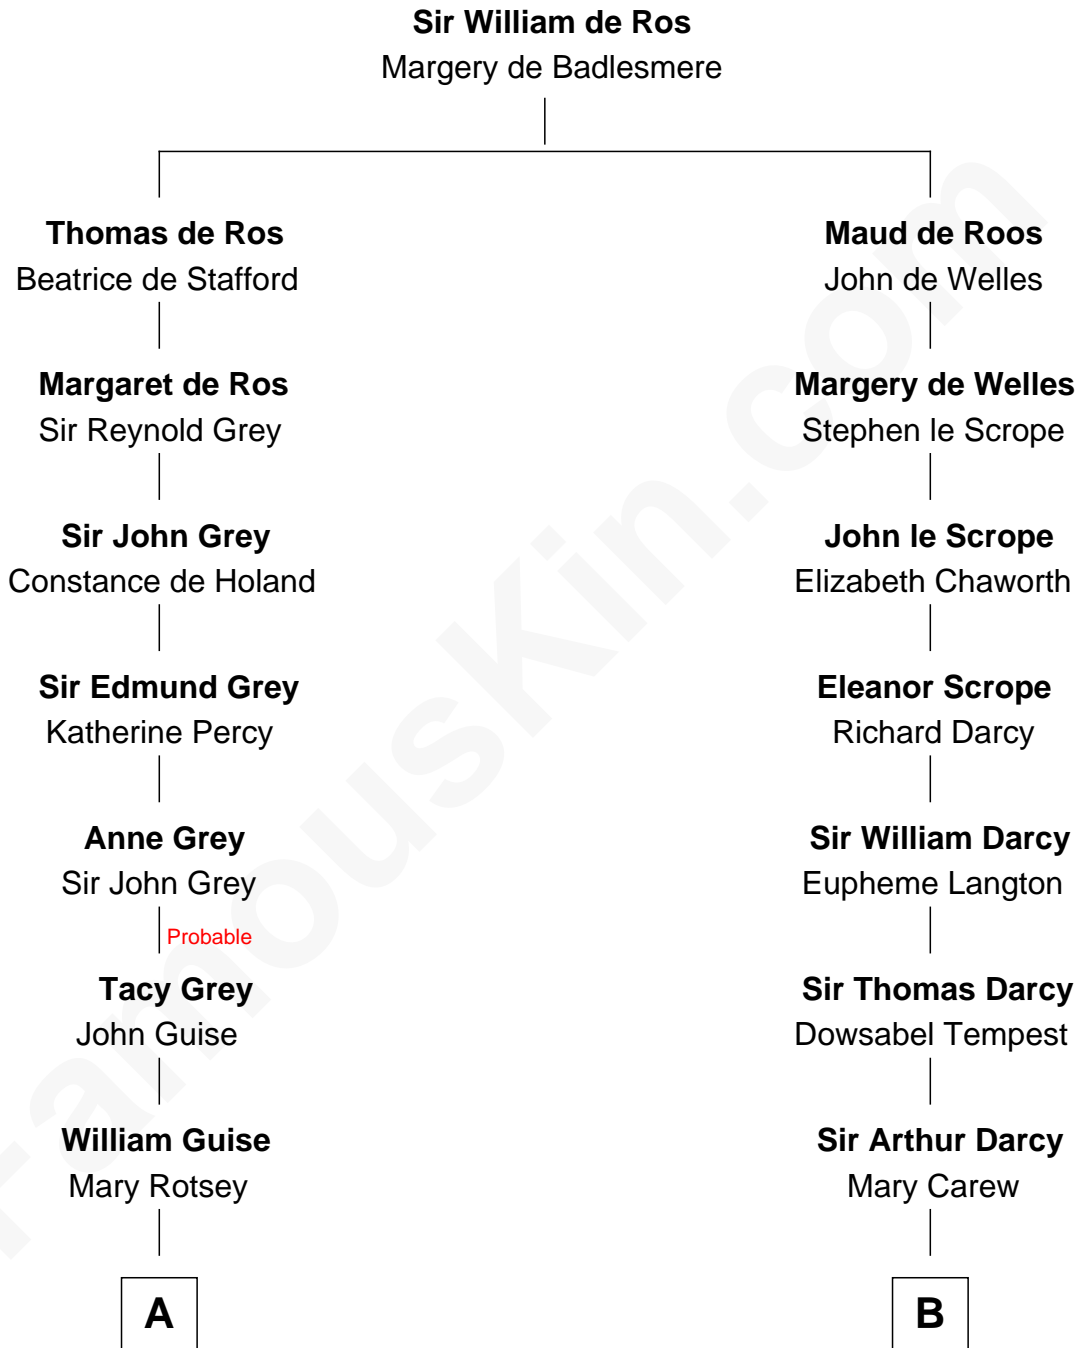 Sir William de Ros
Margery de Badlesmere
Thomas de Ros
Beatrice de Stafford
Margaret de Ros
Sir Reynold Grey
Sir John Grey
Constance de Holand
Sir Edmund Grey
Katherine Percy
Anne Grey
Sir John Grey
Probable
Tacy Grey
John Guise
William Guise
Mary Rotsey
A
Maud de Roos
John de Welles
Margery de Welles
Stephen le Scrope
John le Scrope
Elizabeth Chaworth
Eleanor Scrope
Richard Darcy
Sir William Darcy
Eupheme Langton
Sir Thomas Darcy
Dowsabel Tempest
Sir Arthur Darcy
Mary Carew
B
FamousKin.com